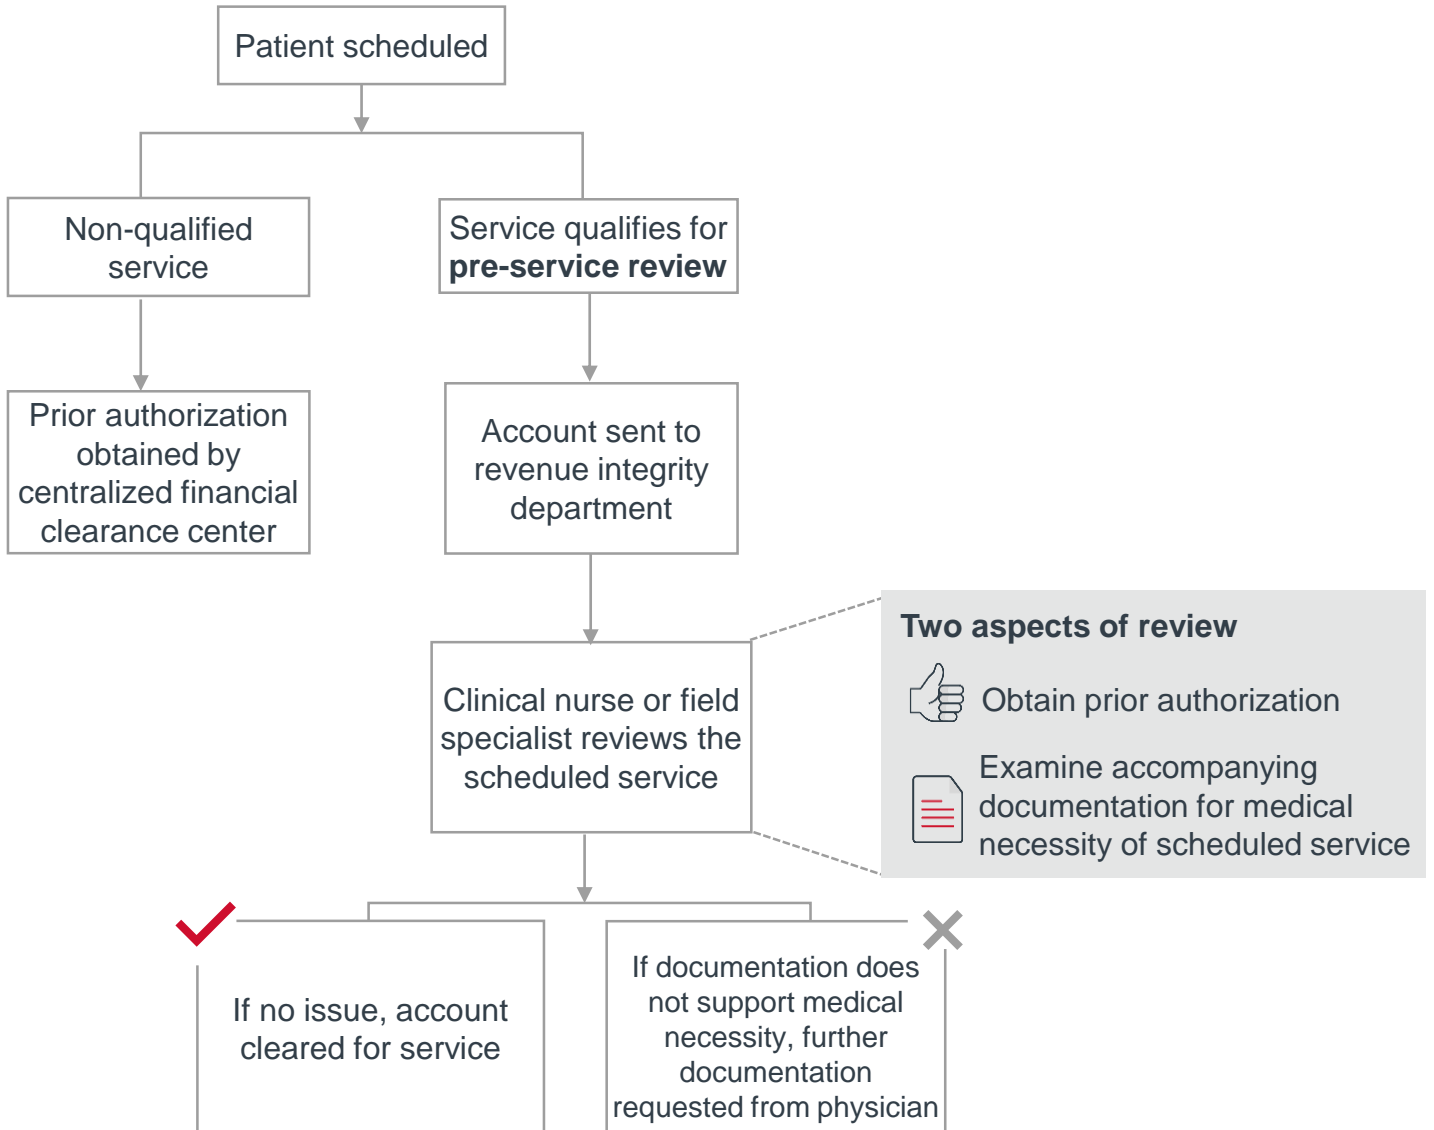 Patient scheduled
Non-qualified
service
Service qualifies for
pre-service review
Prior authorization
obtained by
centralized financial
clearance center
Account sent to
revenue integrity
department
Clinical nurse or field
specialist reviews the
scheduled service
Two aspects of review
Obtain prior authorization
Examine accompanying
documentation for medical
necessity of scheduled service
If no issue, account
cleared for service
If documentation does
not support medical
necessity, further
documentation
requested from physician